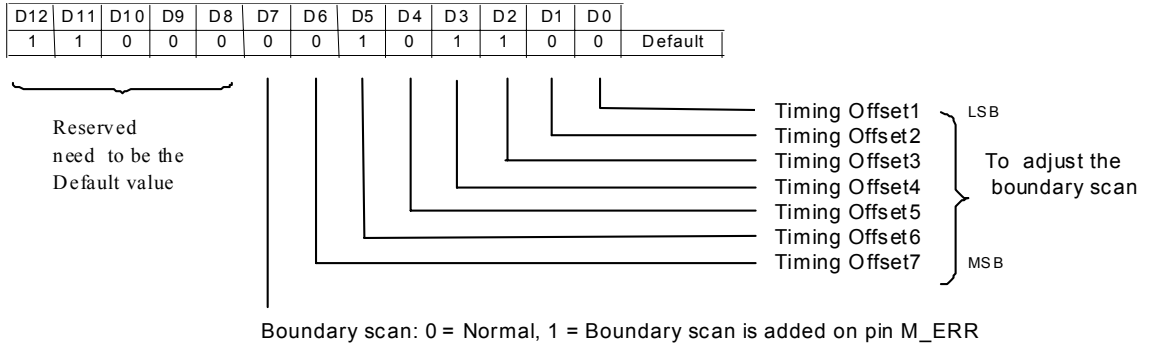 D12 D11 D10 D9 D8 D7 D6 D5 D4 D3 D2 D1 D0
1 1 0 0 0 0 0 1 0 1 1 0 0 Default
Reserved
need to be the
Default value
Timing Offset1 LSB
Timing Offset2
Timing Offset3
Timing Offset4
Timing Offset5
Timing Offset6
Timing Offset7 MSB
To adjust the
boundary scan
Boundary scan: 0 = Normal, 1 = Boundary scan is added on pin M_ERR